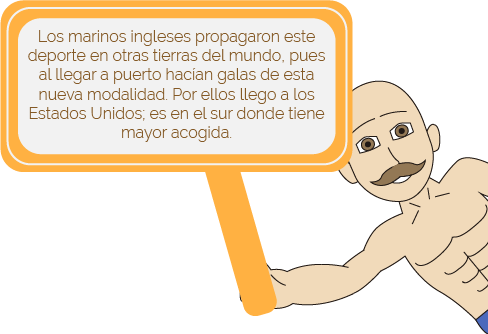 Los marinos ingleses propagaron este
deporte en otras tierras del mundo, pues
al llegar a puerto hacían galas de esta
nueva modalidad. Por ellos llego a los
Estados Unidos; es en el sur donde tiene
mayor acogida.